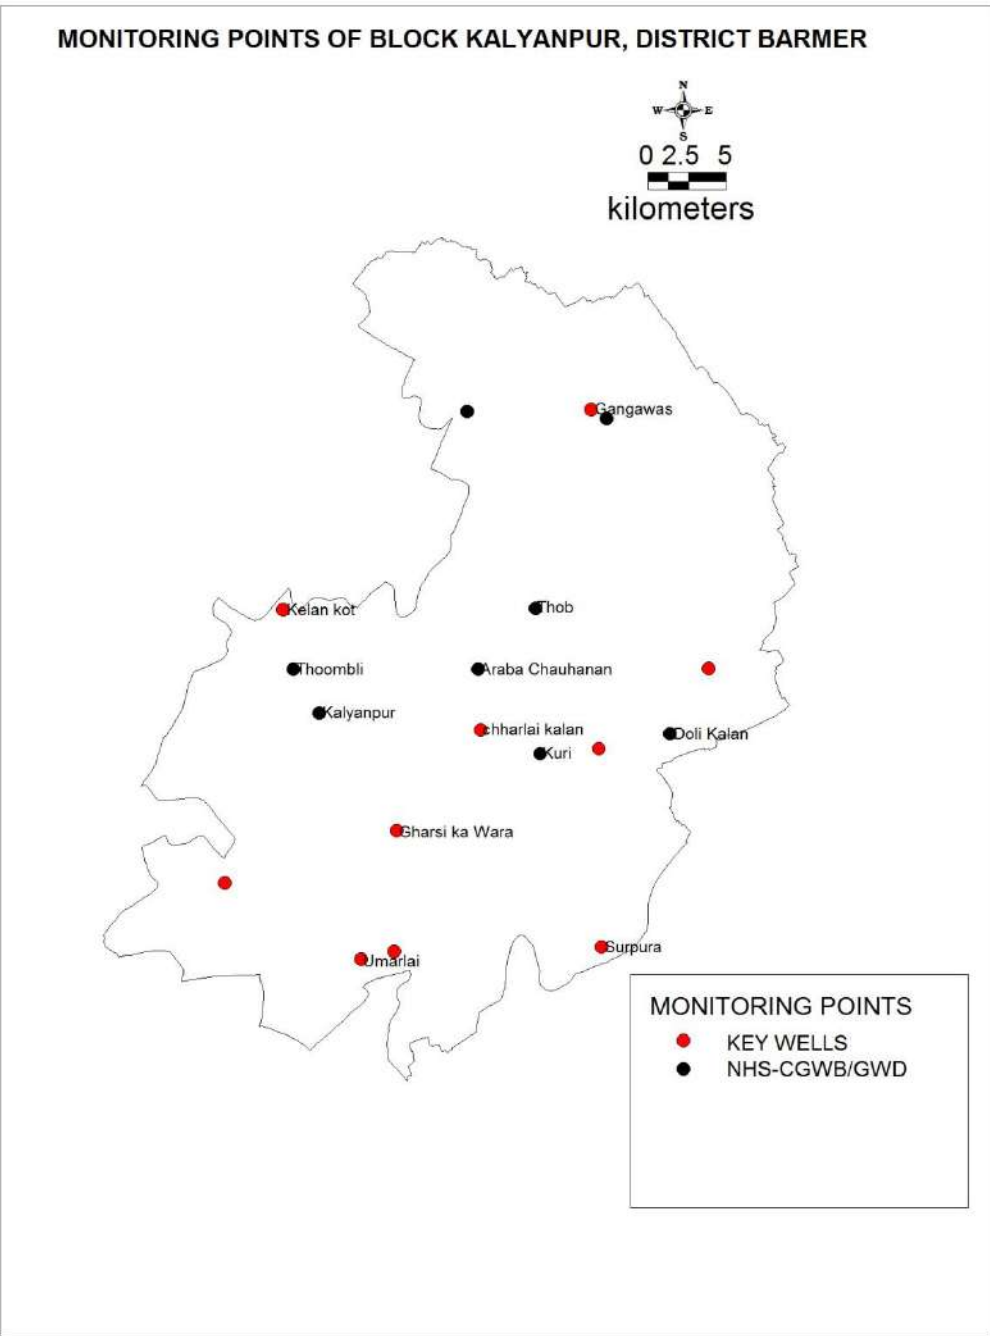 MONITORING POINTS OF BLOCK KALYANPUR, DISTRICT BARMER
N
W E
S
0 2.5 5
kilometers
Gangawas
Kelan kot
Thob
Thoombli
Araba Chauhanan
Kalyanpur
chharlai kalan
Doli Kalan
Kuri
Gharsi ka Wara
Surpura
Umarlai
MONITORING POINTS
KEY WELLS
NHS-CGWB/GWD